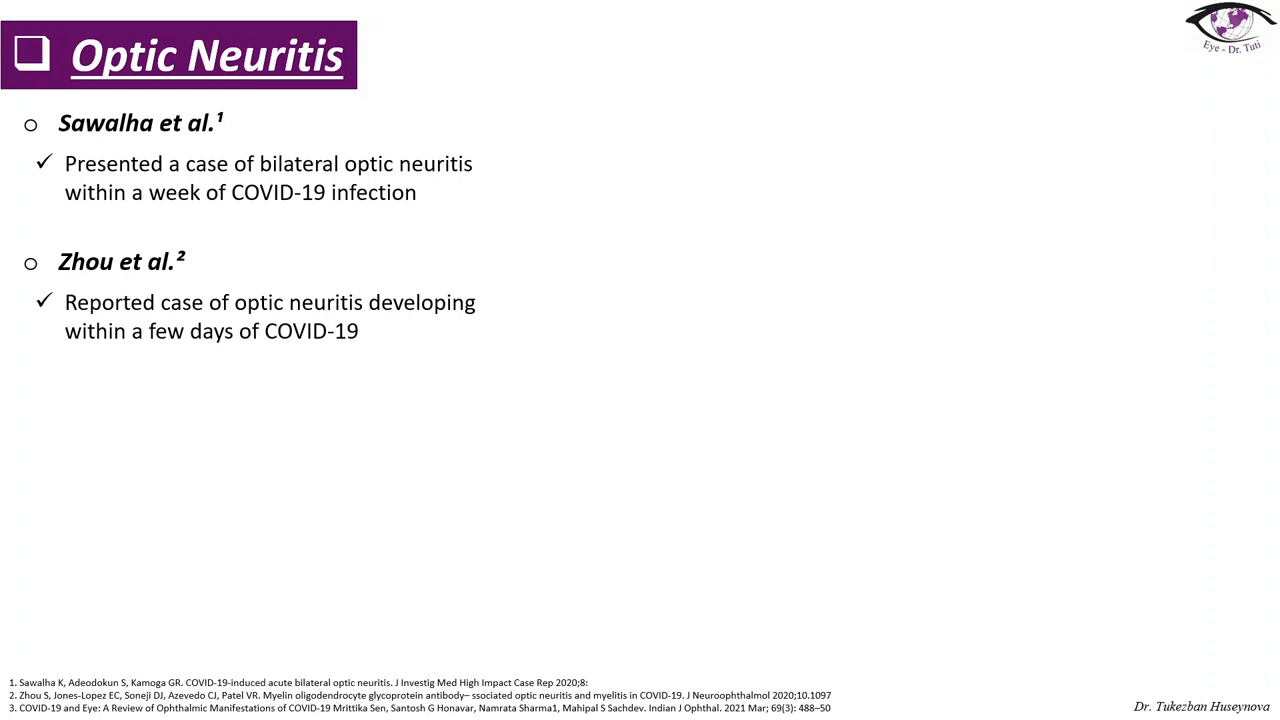 Optic Neuritis
Eye - Dr. Tuti
Sawalha et al.¹
Presented a case of bilateral optic neuritis
within a week of COVID-19 infection
Zhou et al.²
Reported case of optic neuritis developing
within a few days of COVID-19
1. Sawalha K, Adeodokun S, Kamoga GR. COVID-19-induced acute bilateral optic neuritis. J Investig Med High Impact Case Rep 2020;8:
2. Zhou S, Jones-Lopez EC, Soneji DJ, Azevedo CJ, Patel VR. Myelin oligodendrocyte glycoprotein antibody– ssociated optic neuritis and myelitis in COVID-19. J Neuroophthalmol 2020;10.1097
3. COVID-19 and Eye: A Review of Ophthalmic Manifestations of COVID-19 Mrittika Sen, Santosh G Honavar, Namrata Sharma1, Mahipal S Sachdev. Indian J Ophthal. 2021 Mar; 69(3): 488–50
Dr. Tukezban Huseynova